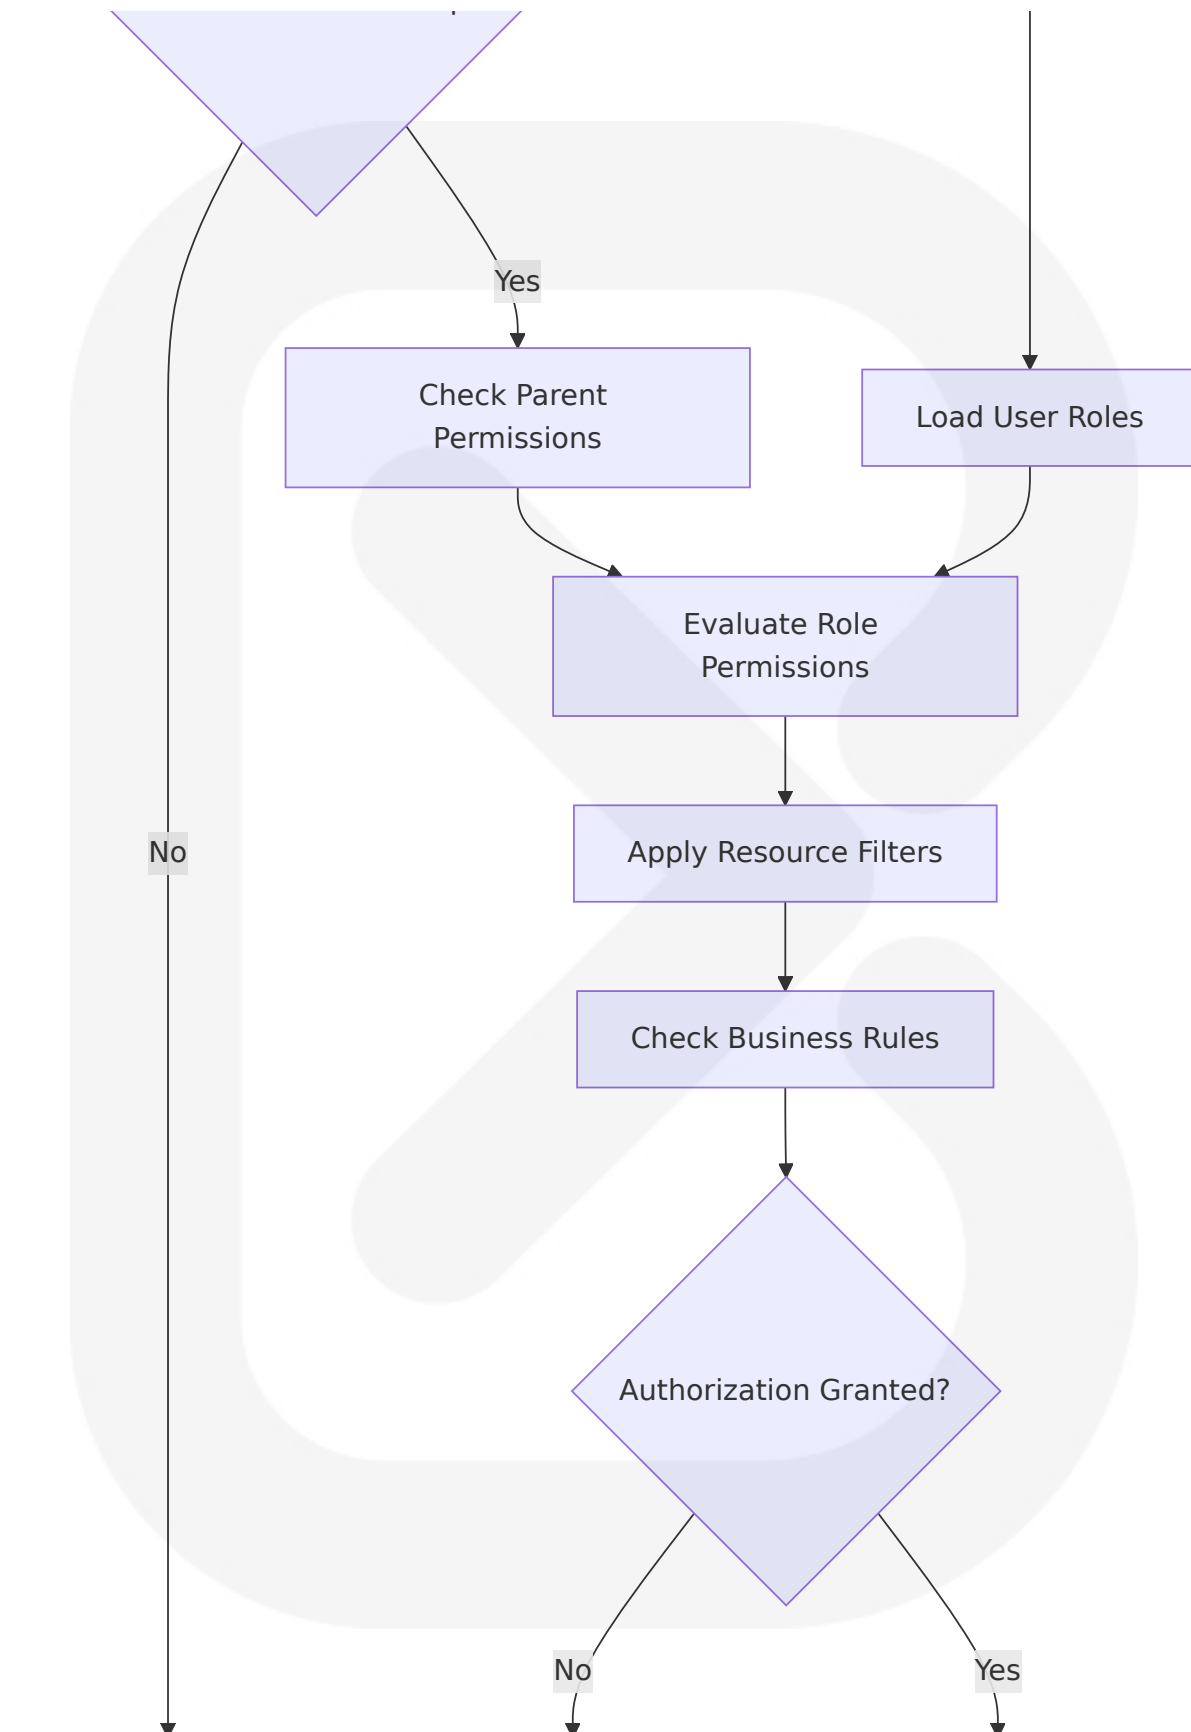 Yes
Check Parent
Permissions
Load User Roles
Evaluate Role
Permissions
Apply Resource Filters
No
Check Business Rules
Authorization Granted?
No
Yes